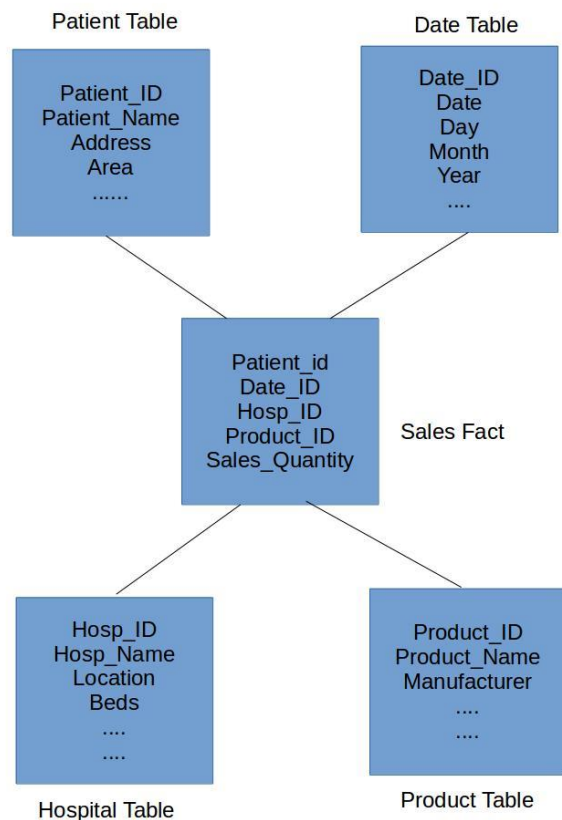 Patient Table
Patient_ID
Patient_Name
Address
Area
......
Date Table
Date_ID
Date
Day
Month
Year
....
Patient_id
Date_ID
Hosp_ID
Product_ID
Sales_Quantity
Sales Fact
Hosp_ID
Hosp_Name
Location
Beds
....
....
Hospital Table
Product_ID
Product_Name
Manufacturer
....
....
Product Table